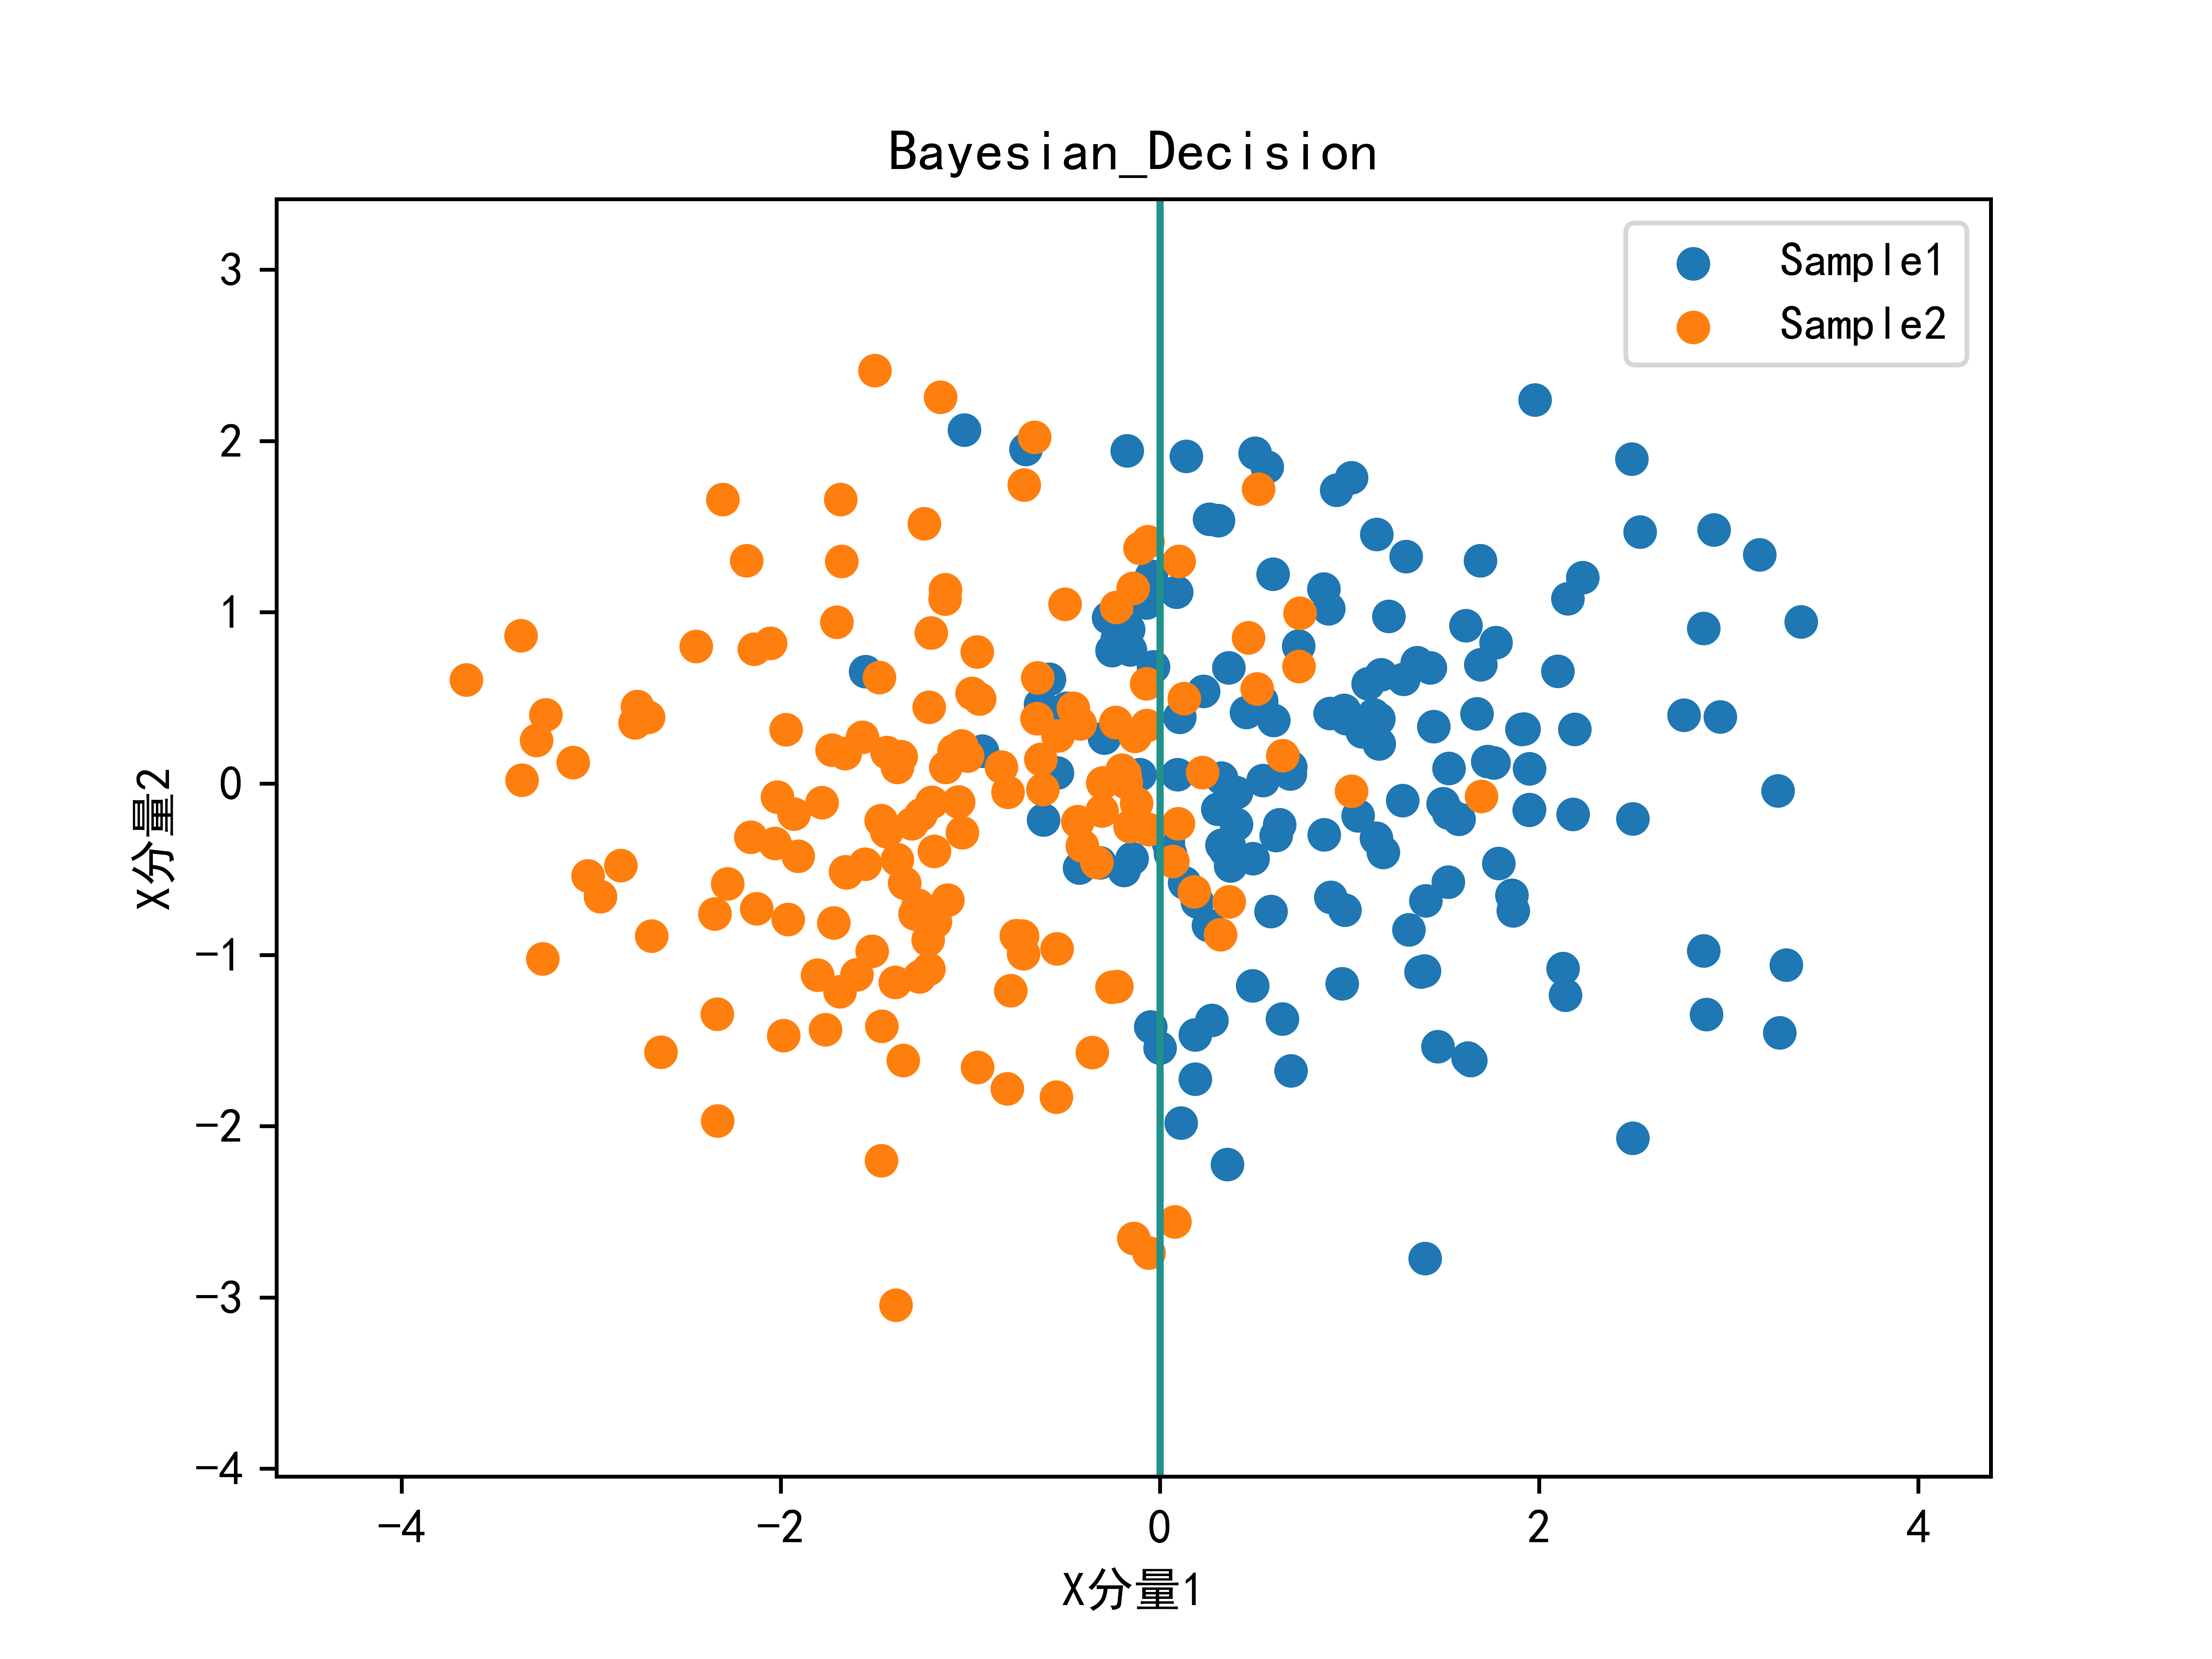 Bayesian_Decision
Sample1
Sample2
3
2
1
0
−1
−2
−3
−4
X分量2
−4
−2
0
2
4
X分量1